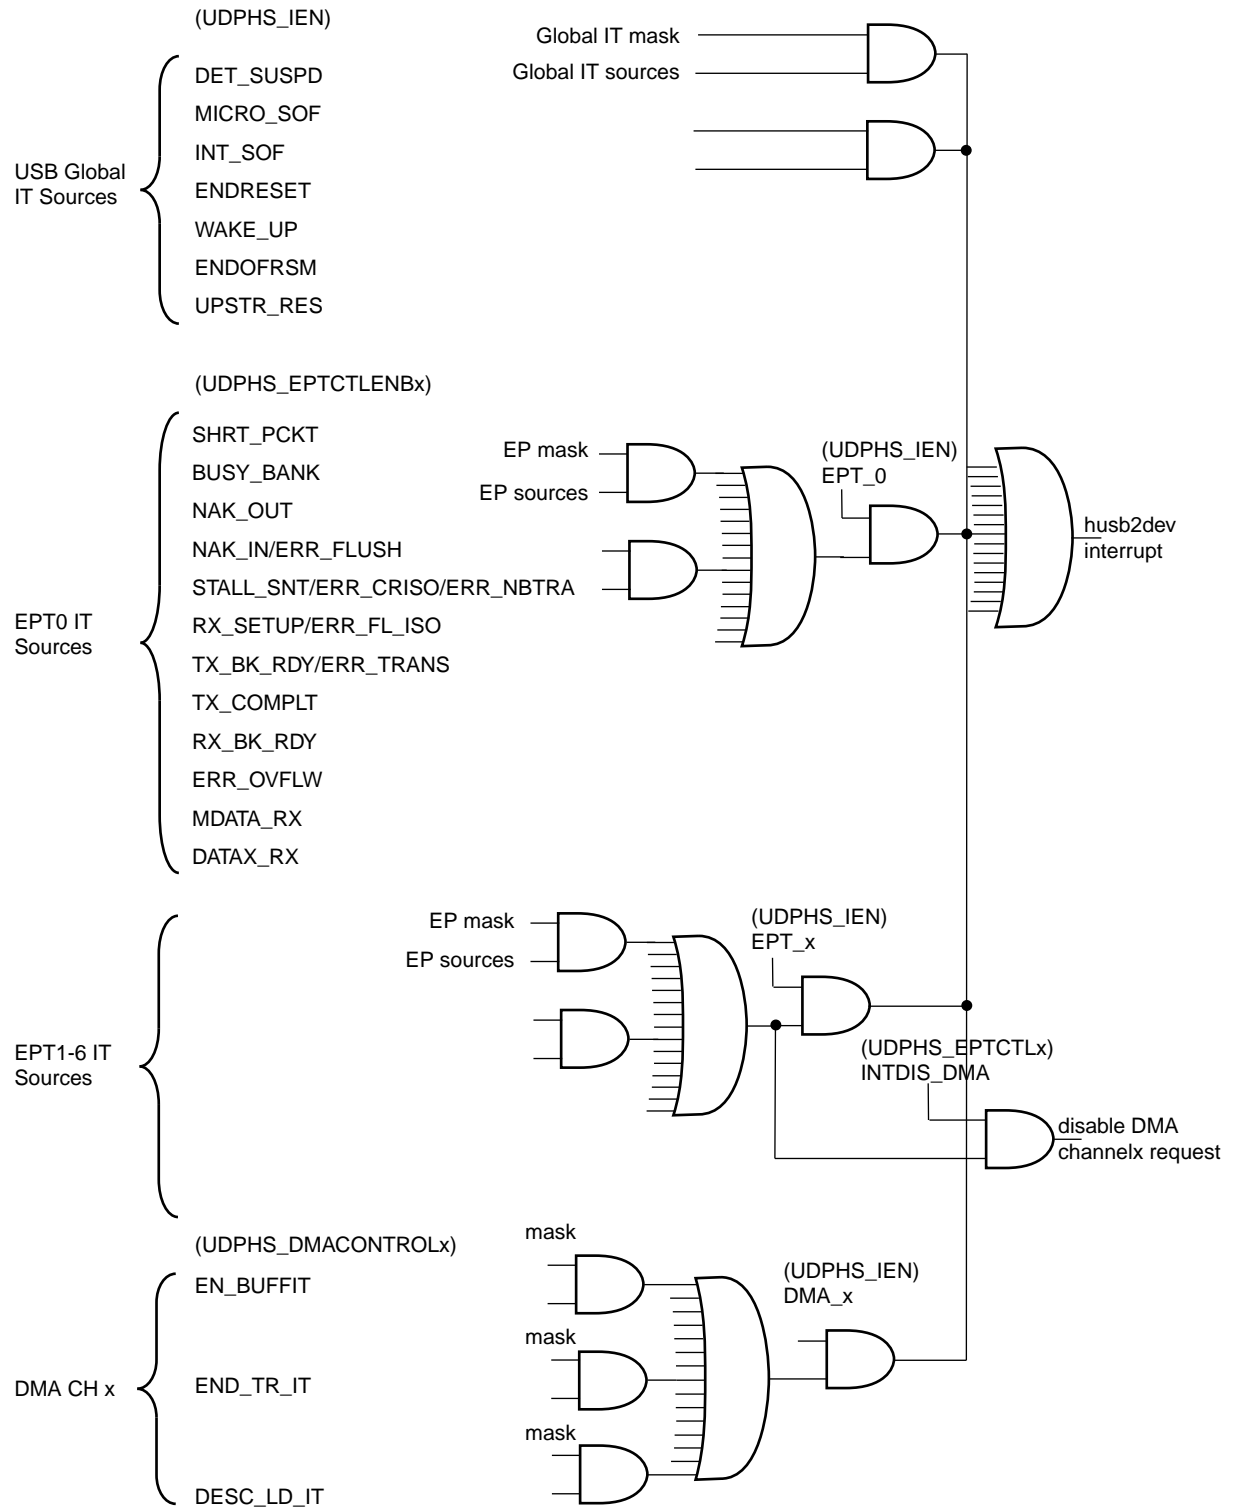 (UDPHS_IEN)
Global IT mask
Global IT sources
DET_SUSPD
MICRO_SOF
INT_SOF
USB Global
IT Sources
ENDRESET
WAKE_UP
ENDOFRSM
UPSTR_RES
(UDPHS_EPTCTLENBx)
SHRT_PCKT
BUSY_BANK
NAK_OUT
NAK_IN/ERR_FLUSH
STALL_SNT/ERR_CRISO/ERR_NBTRA
EPT0 IT
Sources
RX_SETUP/ERR_FL_ISO
TX_BK_RDY/ERR_TRANS
TX_COMPLT
RX_BK_RDY
ERR_OVFLW
MDATA_RX
DATAX_RX
EP mask
EP sources
(UDPHS_IEN)
EPT_0
husb2dev
interrupt
EPT1-6 IT
Sources
EP mask
EP sources
(UDPHS_IEN)
EPT_x
(UDPHS_EPTCTLx)
INTDIS_DMA
disable DMA
channelx request
(UDPHS_DMACONTROLx)
mask
EN_BUFFIT
(UDPHS_IEN)
DMA_x
mask
DMA CH x
END_TR_IT
mask
DESC_LD_IT